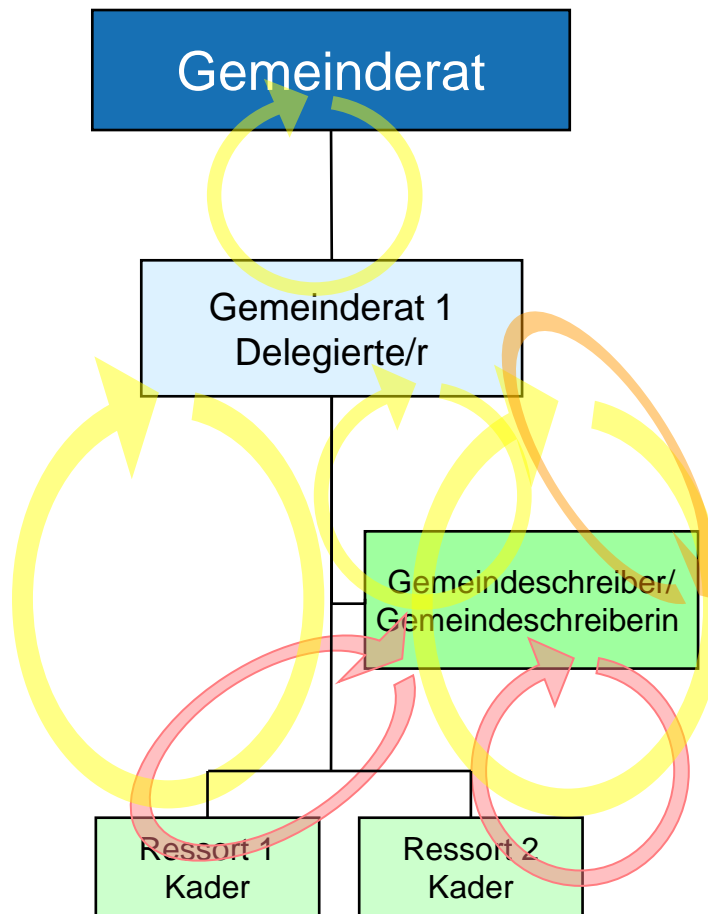 Gemeinderat
Gemeinderat 1
Delegierte/r
Gemeindeschreiber/
Gemeindeschreiberin
Ressort 1
Kader
Ressort 2
Kader